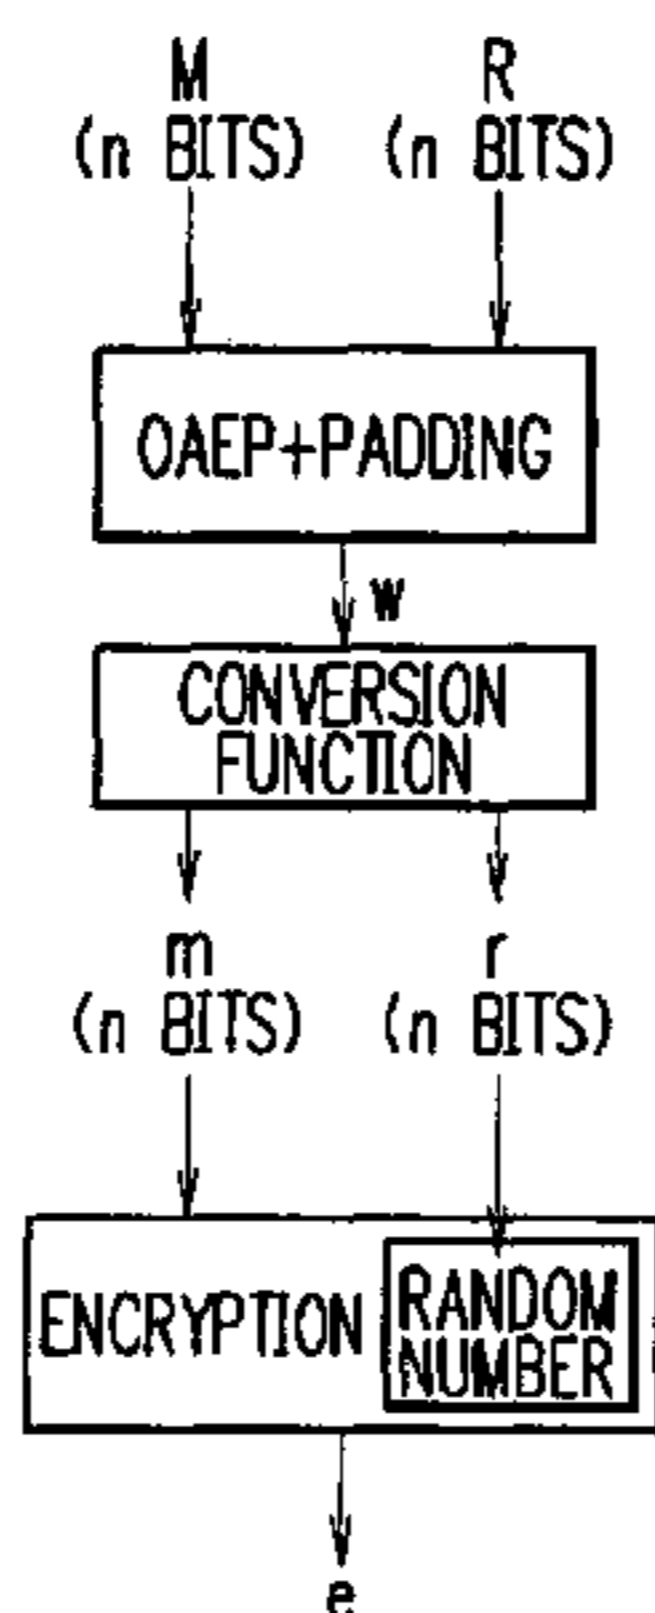 M R
(n BITS) (n BITS)
OAEP+PADDING
w
CONVERSION
FUNCTION
m r
(n BITS) (n BITS)
ENCRYPTION RANDOM
NUMBER
e